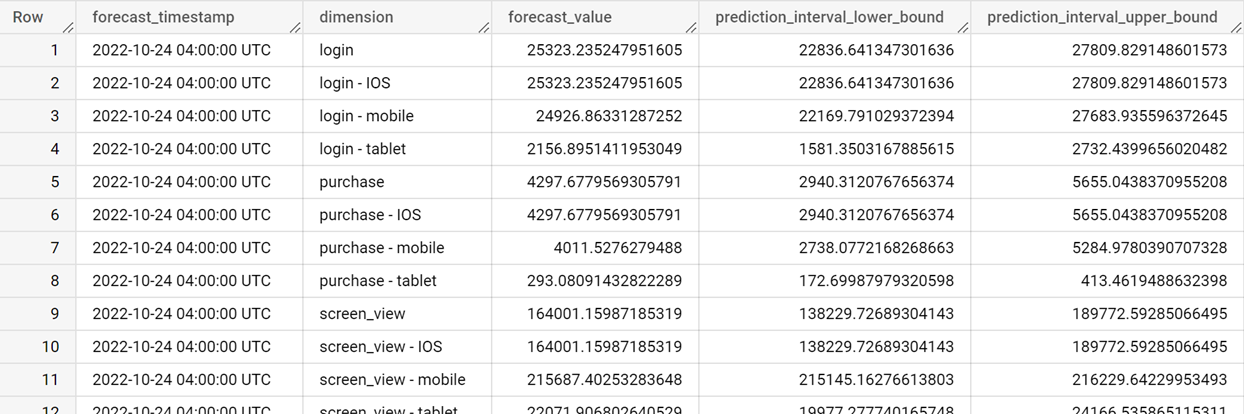 Row forecast_timestamp dimension forecast_value prediction_interval_lower_bound prediction_interval_upper_bound
1 2022-10-24 04:00:00 UTC login 25323.235247951605 22836.641347301636 27809.829148601573
2 2022-10-24 04:00:00 UTC login - IOS 25323.235247951605 22836.641347301636 27809.829148601573
3 2022-10-24 04:00:00 UTC login - mobile 24926.86331287252 22169.791029372394 27683.935596372645
4 2022-10-24 04:00:00 UTC login - tablet 2156.8951411953049 1581.3503167885615 2732.4399656020482
5 2022-10-24 04:00:00 UTC purchase 4297.6779569305791 2940.3120767656374 5655.0438370955208
6 2022-10-24 04:00:00 UTC purchase - IOS 4297.6779569305791 2940.3120767656374 5655.0438370955208
7 2022-10-24 04:00:00 UTC purchase - mobile 4011.5276279488 2738.0772168268663 5284.9780390707328
8 2022-10-24 04:00:00 UTC purchase - tablet 293.08091432822289 172.69987979320598 413.4619488632398
9 2022-10-24 04:00:00 UTC screen_view 164001.15987185319 138229.72689304143 189772.59285066495
10 2022-10-24 04:00:00 UTC screen_view - IOS 164001.15987185319 138229.72689304143 189772.59285066495
11 2022-10-24 04:00:00 UTC screen_view - mobile 215687.40253283648 215145.16276613803 216229.64229953493
12 2022-10-24 04:00:00 UTC screen_view - tablet 22071.906802640529 19977.277740165748 24166.535865115311